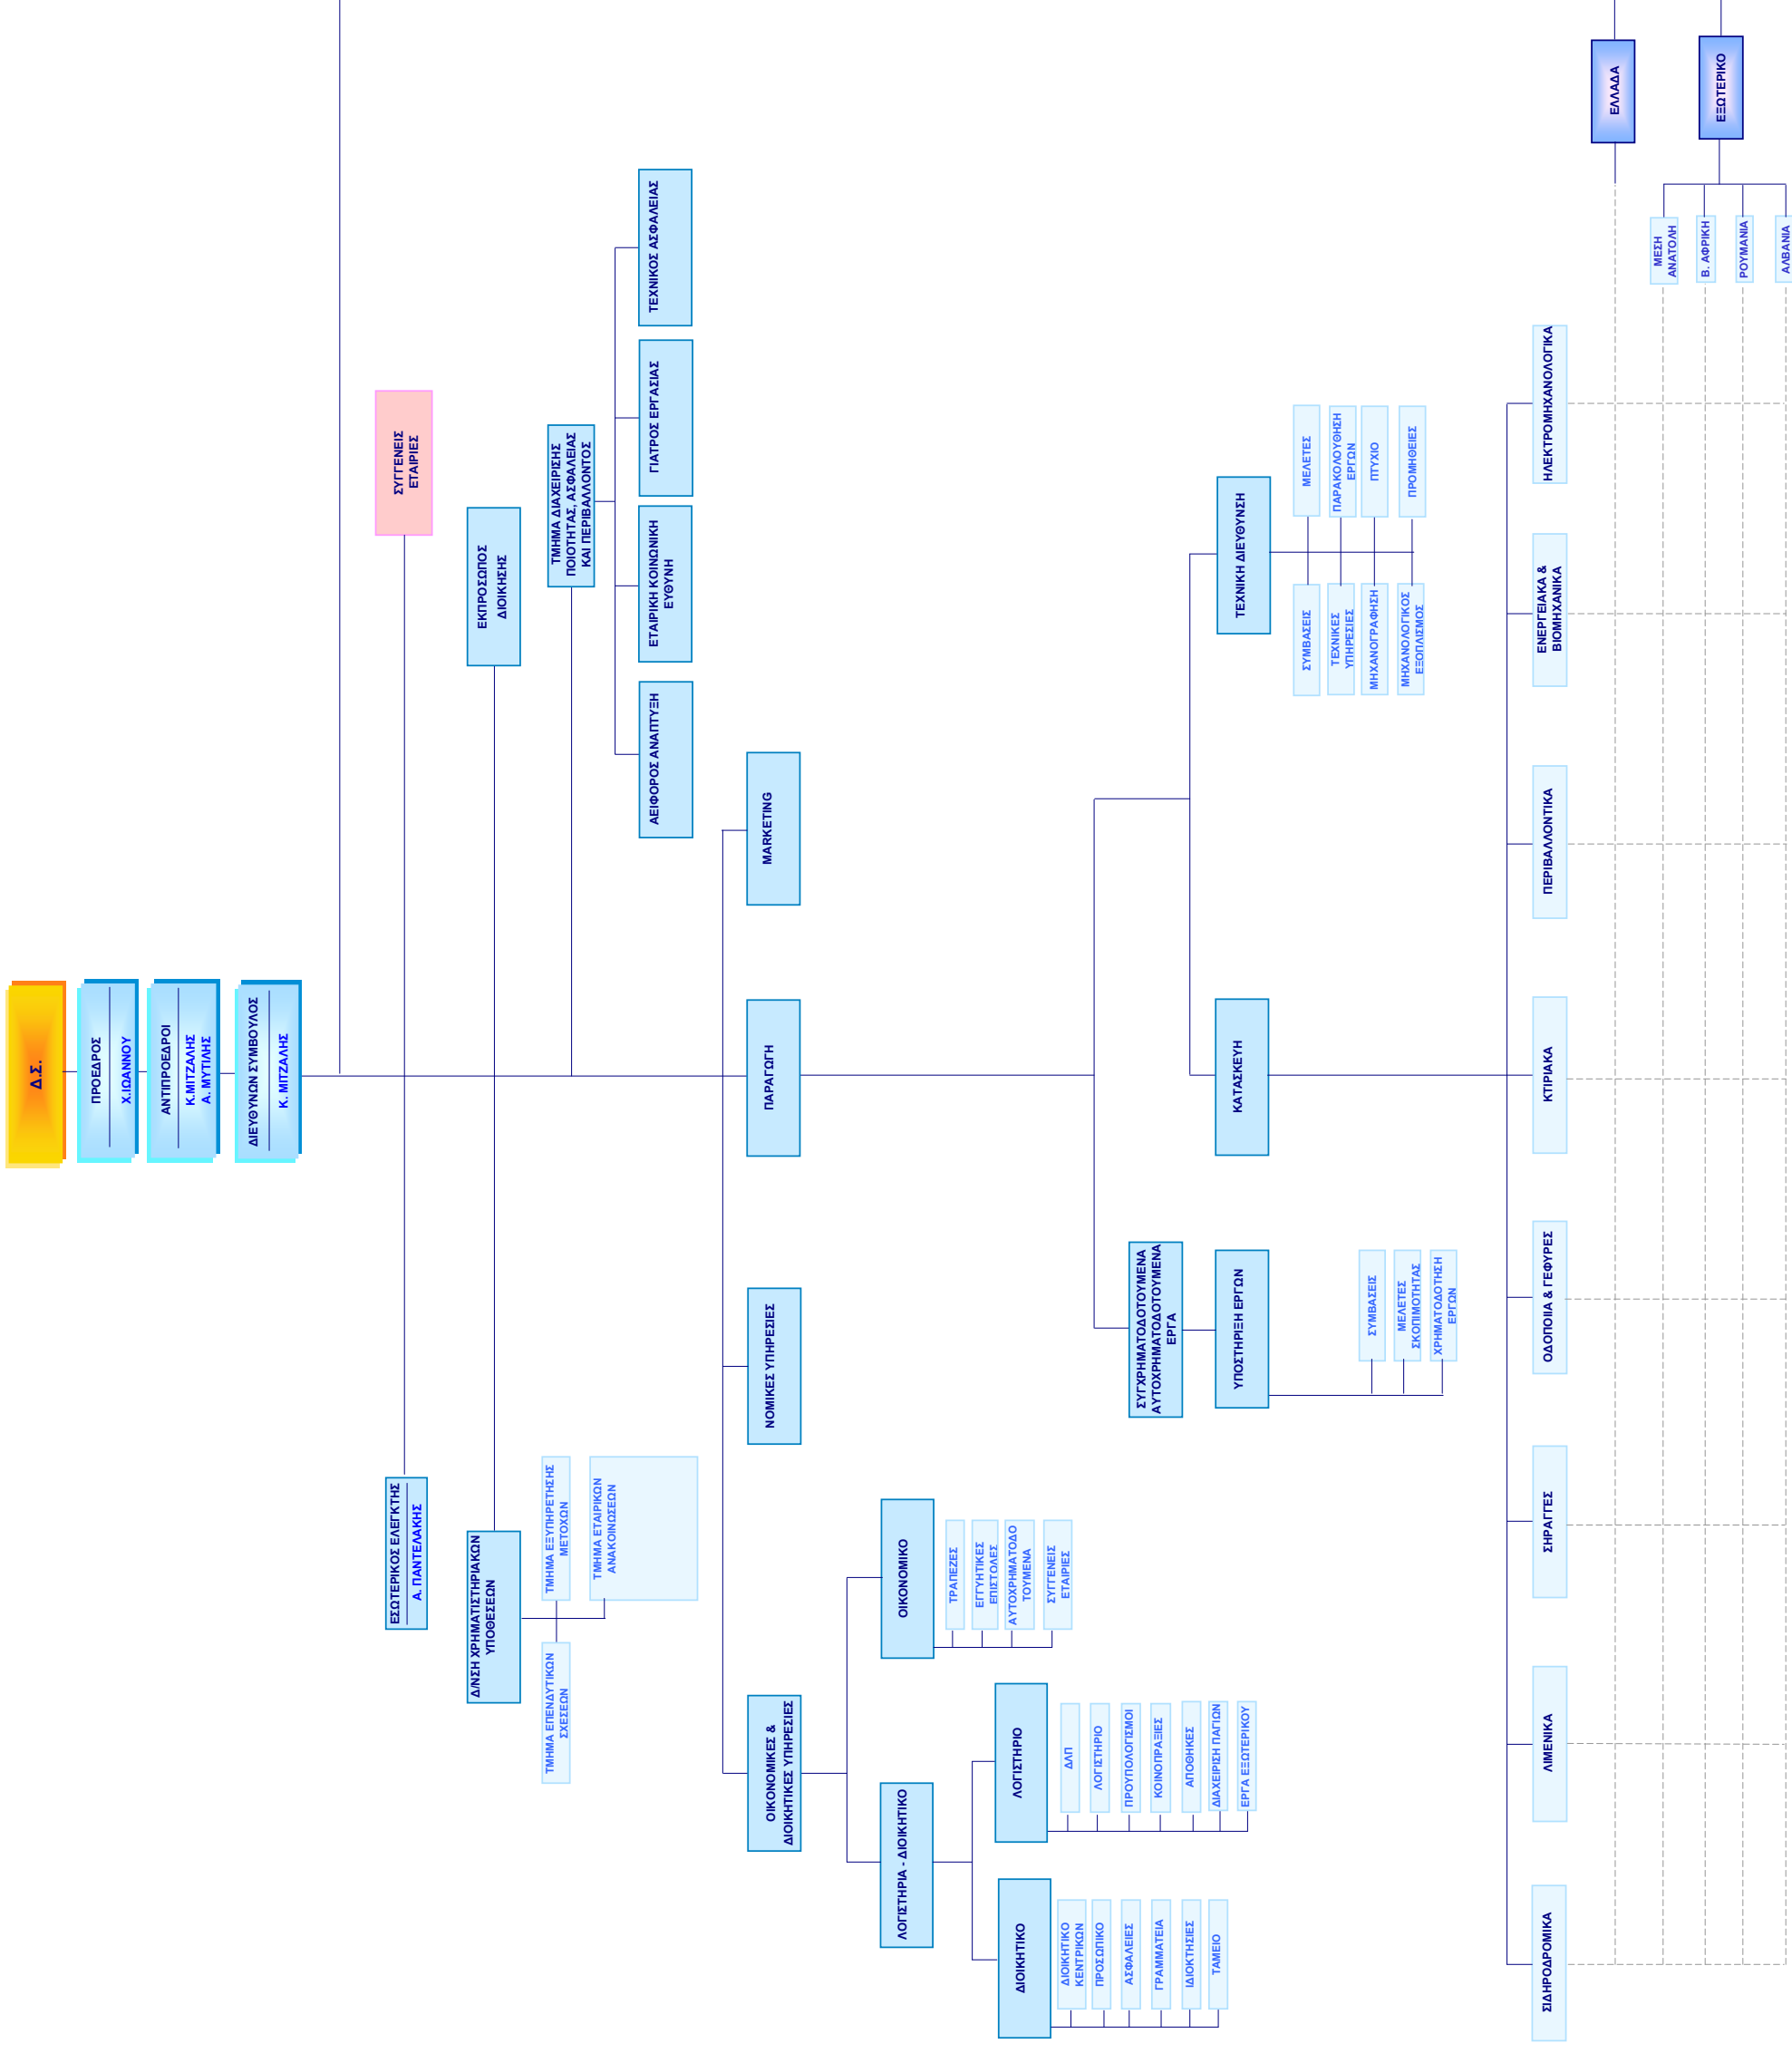 Δ.Σ.
ΠΡΟΕΔΡΟΣ
Χ.ΙΩΑΝΝΟΥ
ΑΝΤΙΠΡΟΕΔΡΟΙ
Κ.ΜΙΤΖΑΛΗΣ
Α. ΜΥΤΙΛΗΣ
ΔΙΕΥΘΥΝΩΝ ΣΥΜΒΟΥΛΟΣ
Κ. ΜΙΤΖΑΛΗΣ
ΕΣΩΤΕΡΙΚΟΣ ΕΛΕΓΚΤΗΣ
Α. ΠΑΝΤΕΛΑΚΗΣ
ΣΥΓΓΕΝΕΙΣ
ΕΤΑΙΡΙΕΣ
Δ/ΝΣΗ ΧΡΗΜΑΤΙΣΤΗΡΙΑΚΩΝ
ΥΠΟΘΕΣΕΩΝ
ΕΚΠΡΟΣΩΠΟΣ
ΔΙΟΙΚΗΣΗΣ
ΤΜΗΜΑ ΕΠΕΝΔΥΤΙΚΩΝ
ΣΧΕΣΕΩΝ
ΤΜΗΜΑ ΕΞΥΠΗΡΕΤΗΣΗΣ
ΜΕΤΟΧΩΝ
ΤΜΗΜΑ ΕΤΑΙΡΙΚΩΝ
ΑΝΑΚΟΙΝΩΣΕΩΝ
ΤΜΗΜΑ ΔΙΑΧΕΙΡΙΣΗΣ
ΠΟΙΟΤΗΤΑΣ, ΑΣΦΑΛΕΙΑΣ
ΚΑΙ ΠΕΡΙΒΑΛΛΟΝΤΟΣ
ΑΕΙΦΟΡΟΣ ΑΝΑΠΤΥΞΗ
ΕΤΑΙΡΙΚΗ ΚΟΙΝΩΝΙΚΗ
ΕΥΘΥΝΗ
ΓΙΑΤΡΟΣ ΕΡΓΑΣΙΑΣ
ΤΕΧΝΙΚΟΣ ΑΣΦΑΛΕΙΑΣ
ΟΙΚΟΝΟΜΙΚΕΣ &
ΔΙΟΙΚΗΤΙΚΕΣ ΥΠΗΡΕΣΙΕΣ
ΝΟΜΙΚΕΣ ΥΠΗΡΕΣΙΕΣ
ΠΑΡΑΓΩΓΗ
MARKETING
ΛΟΓΙΣΤΗΡΙΑ - ΔΙΟΙΚΗΤΙΚΟ
ΟΙΚΟΝΟΜΙΚΟ
ΤΡΑΠΕΖΕΣ
ΕΓΓΥΗΤΙΚΕΣ
ΕΠΙΣΤΟΛΕΣ
ΑΥΤΟΧΡΗΜΑΤΟΔΟ
ΤΟΥΜΕΝΑ
ΣΥΓΓΕΝΕΙΣ
ΕΤΑΙΡΙΕΣ
ΔΙΟΙΚΗΤΙΚΟ
ΔΙΟΙΚΗΤΙΚΟ
ΚΕΝΤΡΙΚΩΝ
ΠΡΟΣΩΠΙΚΟ
ΑΣΦΑΛΕΙΕΣ
ΓΡΑΜΜΑΤΕΙΑ
ΙΔΙΟΚΤΗΣΙΕΣ
ΤΑΜΕΙΟ
ΛΟΓΙΣΤΗΡΙΟ
ΔΛΠ
ΛΟΓΙΣΤΗΡΙΟ
ΠΡΟΥΠΟΛΟΓΙΣΜΟΙ
ΚΟΙΝΟΠΡΑΞΙΕΣ
ΑΠΟΘΗΚΕΣ
ΔΙΑΧΕΙΡΙΣΗ ΠΑΓΙΩΝ
ΕΡΓΑ ΕΞΩΤΕΡΙΚΟΥ
ΣΥΓΧΡΗΜΑΤΟΔΟΤΟΥΜΕΝΑ
ΑΥΤΟΧΡΗΜΑΤΟΔΟΤΟΥΜΕΝΑ
ΕΡΓΑ
ΥΠΟΣΤΗΡΙΞΗ ΕΡΓΩΝ
ΣΥΜΒΑΣΕΙΣ
ΜΕΛΕΤΕΣ
ΣΚΟΠΙΜΟΤΗΤΑΣ
ΧΡΗΜΑΤΟΔΟΤΗΣΗ
ΕΡΓΩΝ
ΚΑΤΑΣΚΕΥΗ
ΤΕΧΝΙΚΗ ΔΙΕΥΘΥΝΣΗ
ΣΥΜΒΑΣΕΙΣ
ΜΕΛΕΤΕΣ
ΤΕΧΝΙΚΕΣ
ΥΠΗΡΕΣΙΕΣ
ΠΑΡΑΚΟΛΟΥΘΗΣΗ
ΕΡΓΩΝ
ΜΗΧΑΝΟΓΡΑΦΗΣΗ
ΠΤΥΧΙΟ
ΜΗΧΑΝΟΛΟΓΙΚΟΣ
ΕΞΟΠΛΙΣΜΟΣ
ΠΡΟΜΗΘΕΙΕΣ
ΣΙΔΗΡΟΔΡΟΜΙΚΑ
ΛΙΜΕΝΙΚΑ
ΣΗΡΑΓΓΕΣ
ΟΔΟΠΟΙΙΑ & ΓΕΦΥΡΕΣ
ΚΤΙΡΙΑΚΑ
ΠΕΡΙΒΑΛΛΟΝΤΙΚΑ
ΕΝΕΡΓΕΙΑΚΑ &
ΒΙΟΜΗΧΑΝΙΚΑ
ΗΛΕΚΤΡΟΜΗΧΑΝΟΛΟΓΙΚΑ
ΕΛΛΑΔΑ
ΕΞΩΤΕΡΙΚΟ
ΜΕΣΗ
ΑΝΑΤΟΛΗ
Β. ΑΦΡΙΚΗ
ΡΟΥΜΑΝΙΑ
ΑΛΒΑΝΙΑ